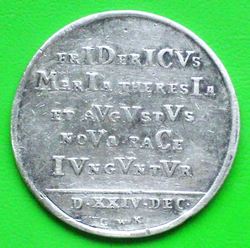 FRIDERICVS
MARIA THERESIA
ET AVGVSTVS
NOVO PACE
IVNGVNTVR
D·XXIV·DEC·